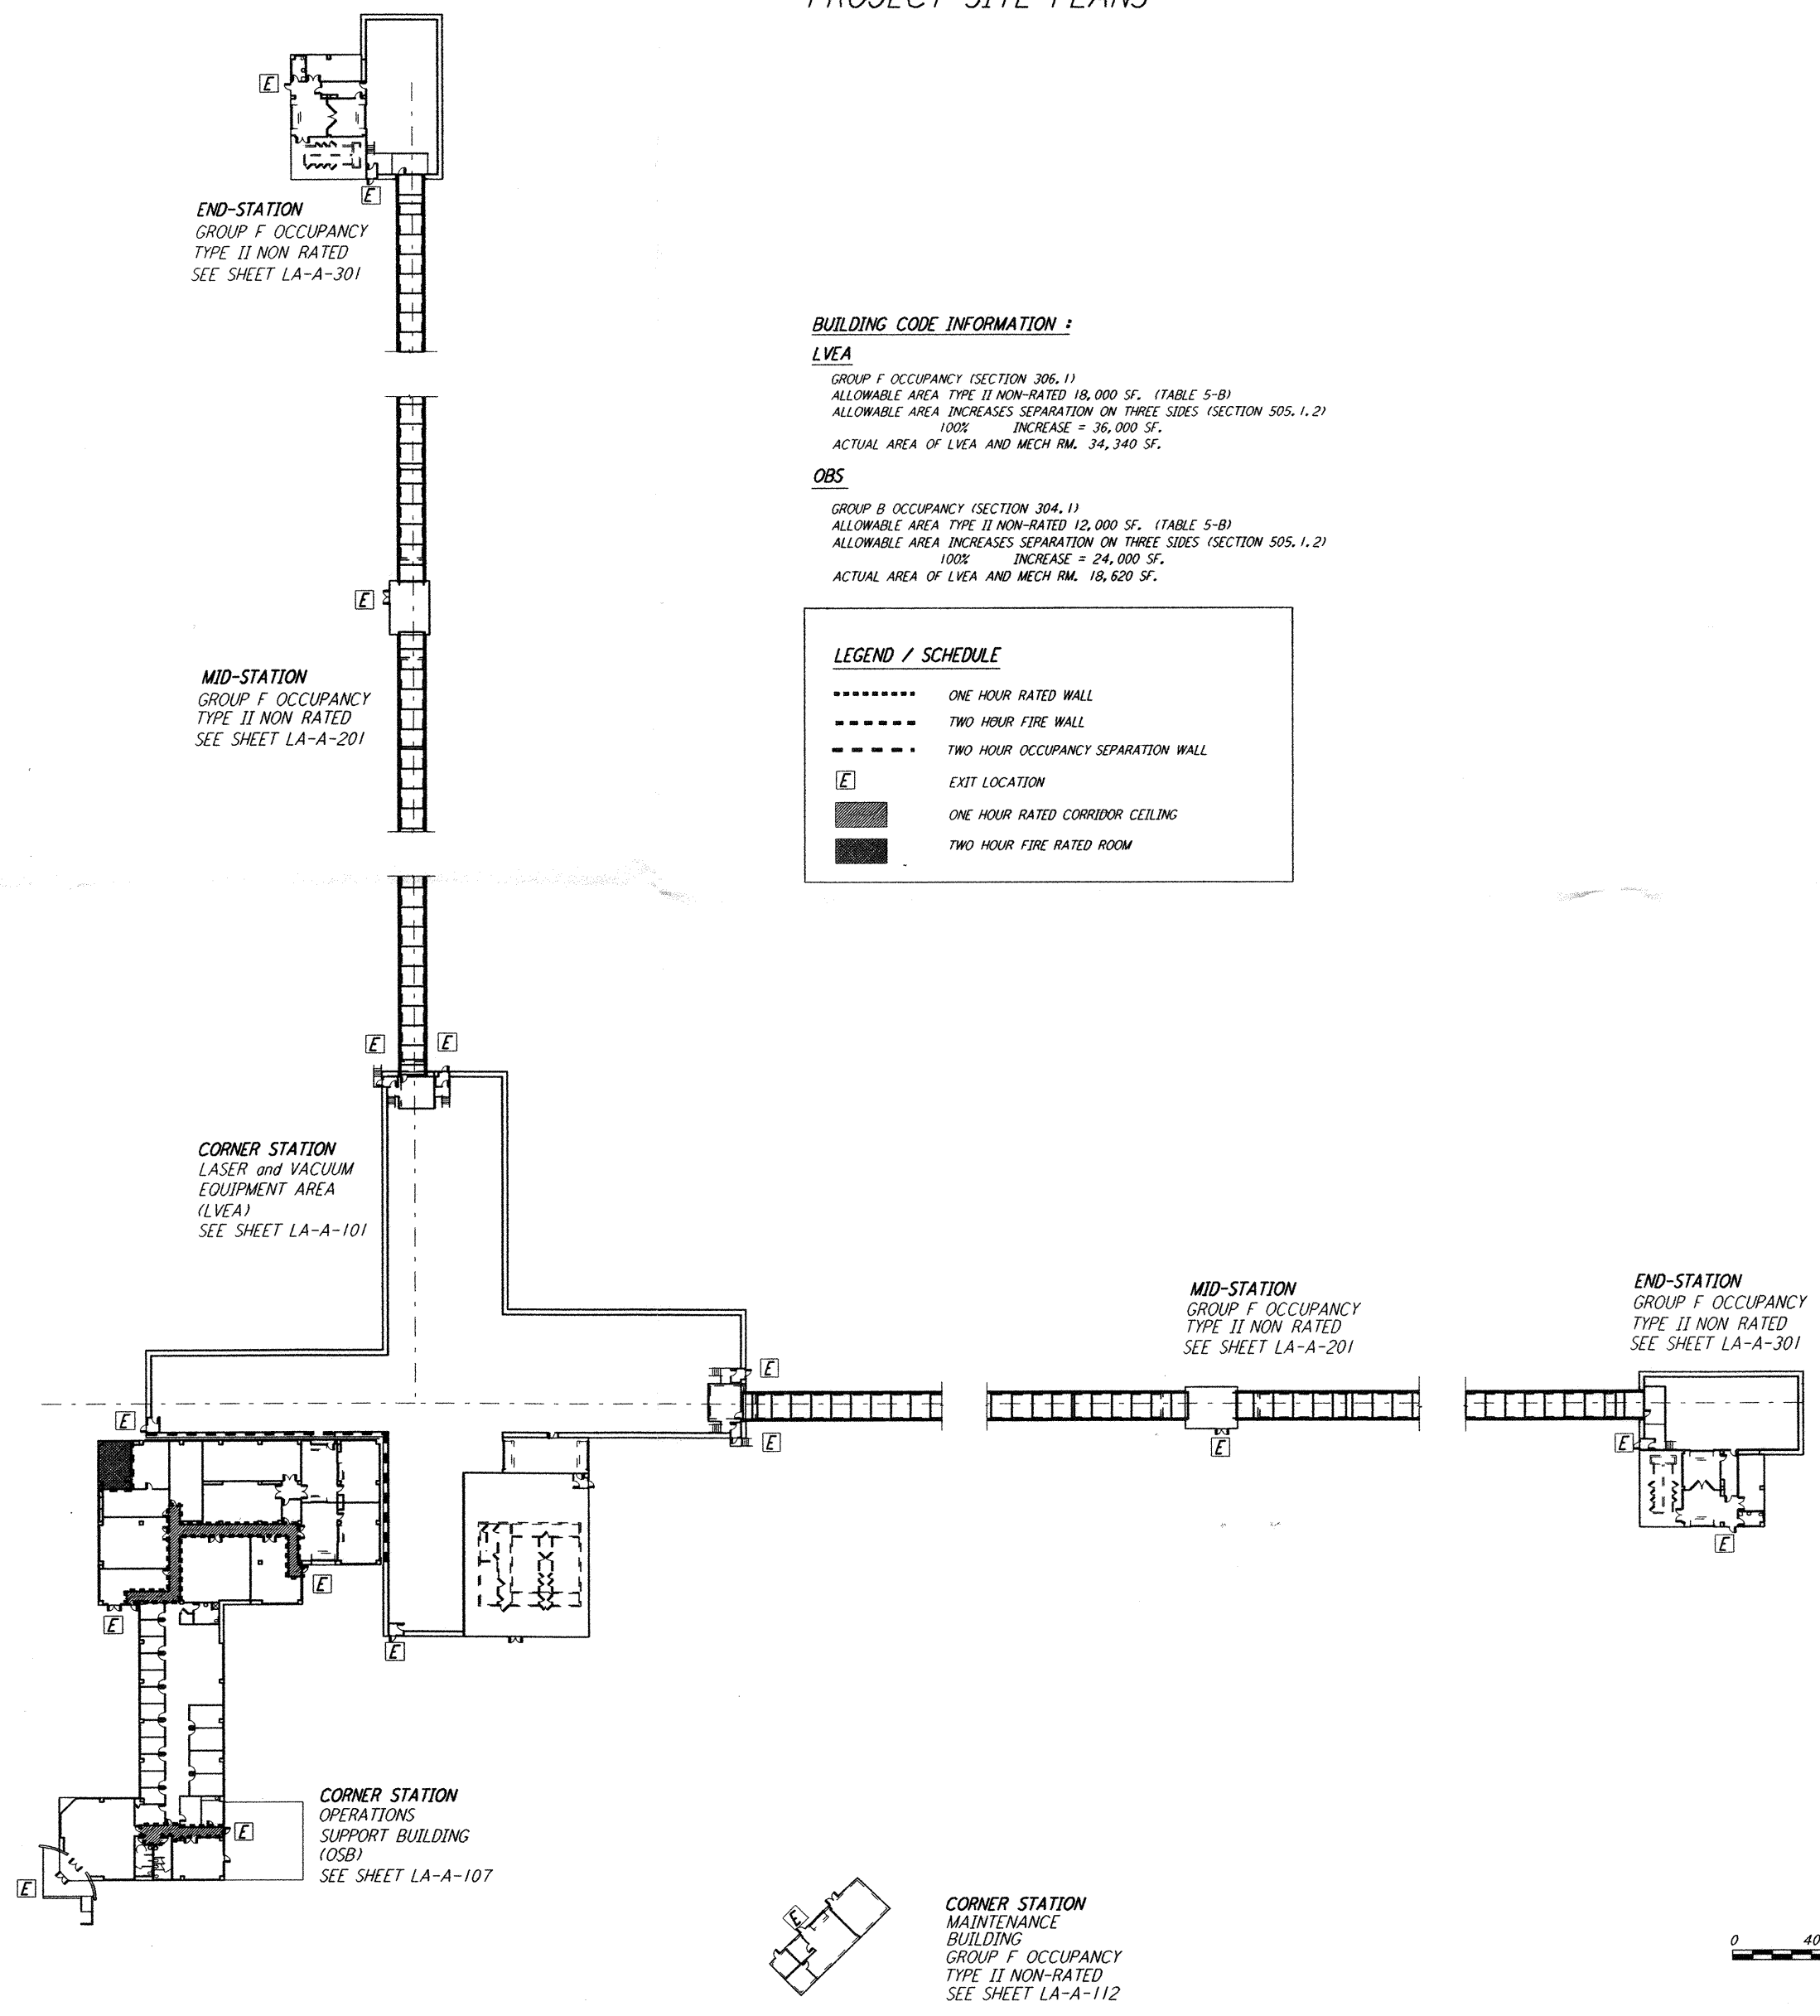 PROJECT SITE PLANS
E
E
END-STATION
GROUP F OCCUPANCY
TYPE II NON RATED
SEE SHEET LA-A-301
BUILDING CODE INFORMATION :
LVEA
GROUP F OCCUPANCY (SECTION 306.1)
ALLOWABLE AREA TYPE II NON-RATED 18,000 SF. (TABLE 5-B)
ALLOWABLE AREA INCREASES SEPARATION ON THREE SIDES (SECTION 505.1.2)
100% INCREASE = 36,000 SF.
ACTUAL AREA OF LVEA AND MECH RM. 34,340 SF.
OBS
GROUP B OCCUPANCY (SECTION 304.1)
ALLOWABLE AREA TYPE II NON-RATED 12,000 SF. (TABLE 5-B)
ALLOWABLE AREA INCREASES SEPARATION ON THREE SIDES (SECTION 505.1.2)
100% INCREASE = 24,000 SF.
ACTUAL AREA OF LVEA AND MECH RM. 18,620 SF.
E
MID-STATION
GROUP F OCCUPANCY
TYPE II NON RATED
SEE SHEET LA-A-201
LEGEND / SCHEDULE
ONE HOUR RATED WALL
TWO HOUR FIRE WALL
TWO HOUR OCCUPANCY SEPARATION WALL
E EXIT LOCATION
ONE HOUR RATED CORRIDOR CEILING
TWO HOUR FIRE RATED ROOM
E
E
CORNER STATION
LASER and VACUUM
EQUIPMENT AREA
(LVEA)
SEE SHEET LA-A-101
MID-STATION
GROUP F OCCUPANCY
TYPE II NON RATED
SEE SHEET LA-A-201
END-STATION
GROUP F OCCUPANCY
TYPE II NON RATED
SEE SHEET LA-A-301
E
E
E
E
E
E
E
E
E
CORNER STATION
OPERATIONS
SUPPORT BUILDING
(OSB)
SEE SHEET LA-A-107
E
E
E
CORNER STATION
MAINTENANCE
BUILDING
GROUP F OCCUPANCY
TYPE II NON-RATED
SEE SHEET LA-A-112
0 40